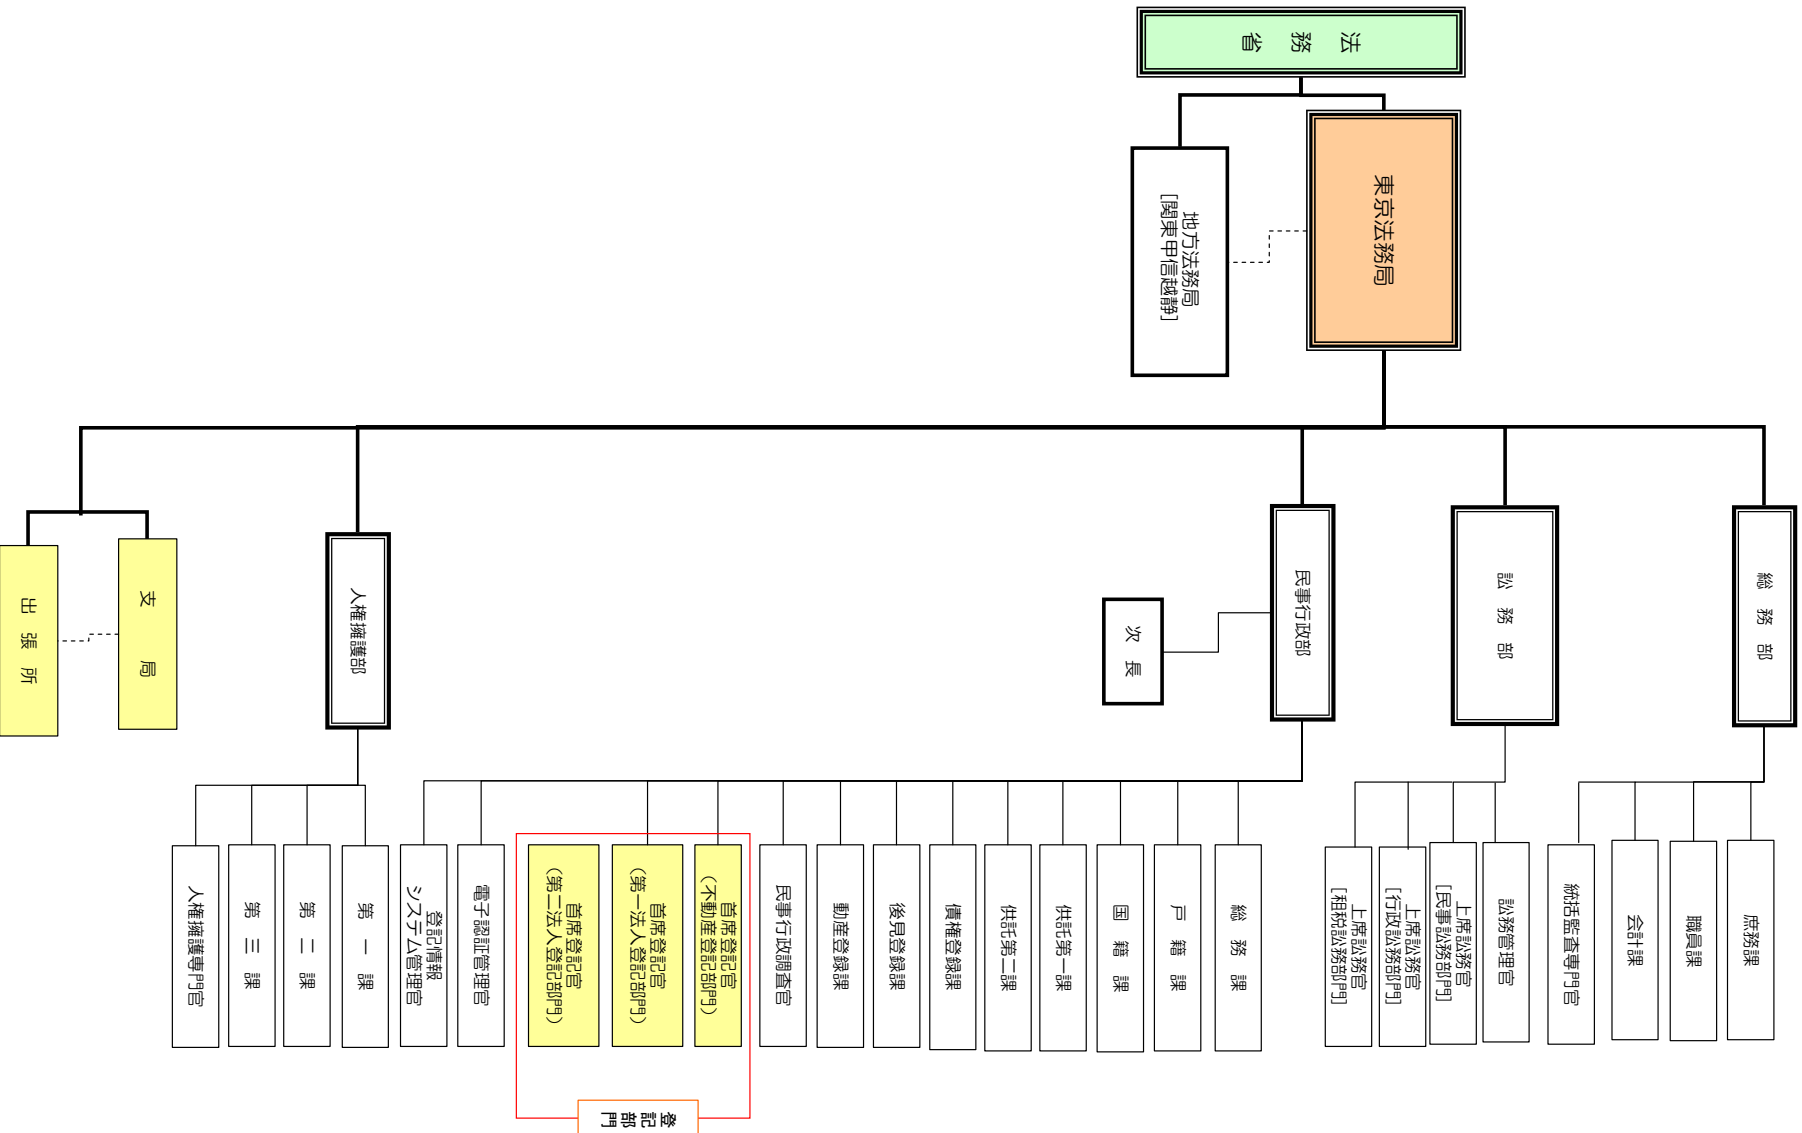 法務省
東京法務局
地方法務局
[関東甲信越静]
総務部
庶務課
職員課
会計課
統括監査専門官
訟務部
訟務管理官
上席訟務官
[民事訟務部門]
上席訟務官
[行政訟務部門]
上席訟務官
[租税訟務部門]
民事行政部
次長
総務課
戸籍課
国籍課
供託第一課
供託第二課
債権登録課
後見登録課
動産登録課
民事行政調査官
首席登記官
（不動産登記部門）
首席登記官
（第一法人登記部門）
首席登記官
（第二法人登記部門）
登記部門
電子認証管理官
登記情報
システム管理官
人権擁護部
第一課
第二課
第三課
人権擁護専門官
支局
出張所